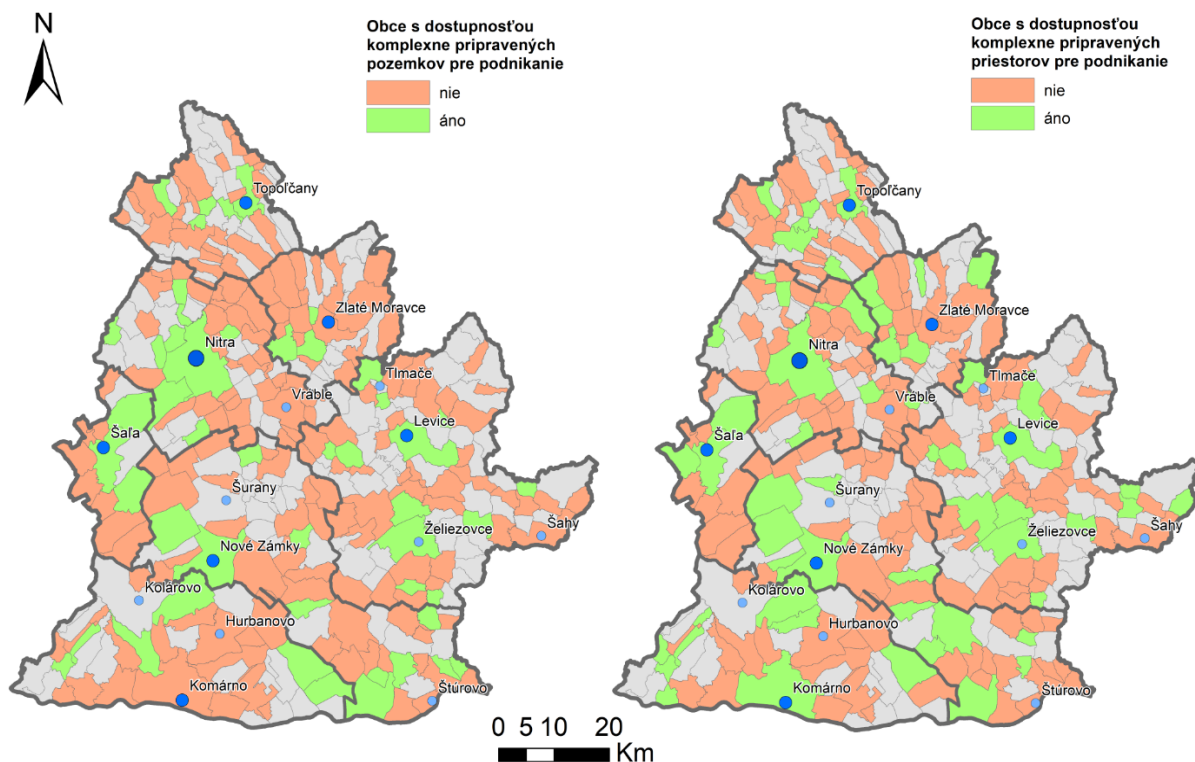 N
Obce s dostupnosťou
komplexne pripravených
pozemkov pre podnikanie
nie
áno
Topoľčany
Zlaté Moravce
Nitra
Tlmače
Vráble
Levice
Šaľa
Šurany
Želiezovce
Šahy
Nové Zámky
Kolárovo
Hurbanovo
Komárno
Štúrovo
Obce s dostupnosťou
komplexne pripravených
priestorov pre podnikanie
nie
áno
Topoľčany
Zlaté Moravce
Nitra
Tlmače
Vráble
Levice
Šaľa
Šurany
Želiezovce
Šahy
Nové Zámky
Kolárovo
Hurbanovo
Komárno
Štúrovo
0 5 10 20
Km